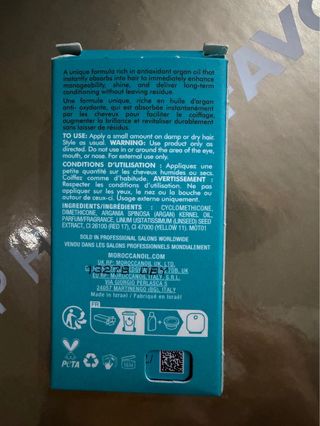 A unique formula rich in antioxidant argan oil that
instantly absorbs into hair to immediately enhance
manageability, shine, and deliver long-term
conditioning without leaving residue.
Une formule unique, riche en huile d'argan
anti-oxydante, qui est absorbée instantanément
par les cheveux pour faciliter le coiffage,
augmenter la brillance et revitaliser durablement
sans laisser de résidus.
TO USE: Apply a small amount on damp or dry hair.
Style as usual. WARNING: Use product only as
directed. Do not use in or around the area of the eye,
mouth, or nose. For external use only.
CONDITIONS D'UTILISATION : Appliquez une
petite quantité sur les cheveux humides ou secs.
Coiffez comme d'habitude. AVERTISSEMENT :
Respecter les conditions d'utilisation. Ne pas
appliquer sur les yeux, le nez ou la bouche ou
autour de ceux-ci. Usage externe uniquement.
INGREDIENTS/INGRÉDIENTS : CYCLOMETHICONE,
DIMETHICONE, ARGANIA SPINOSA (ARGAN) KERNEL OIL,
PARFUM/FRAGRANCE, LINUM USITATISSIMUM (LINSEED) SEED
EXTRACT, CI 26100 (RED 17), CI 47000 (YELLOW 11). MOT01
SOLD IN PROFESSIONAL SALONS WORLDWIDE
VENDU DANS LES SALONS PROFESSIONNELS MONDIALEMENT
MOROCCANOIL.COM
UK RP: MOROCCANOIL UK, LTD.
EU RP: MOROCCANOIL ITALY, S.R.L.
VIA GIORGIO PERLASCA 5
24057 MARTINENGO (BG), ITALY
Made in Israel / Fabriqué en Israël
FR
PETA